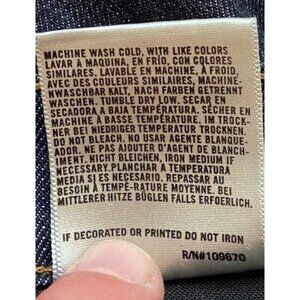 MACHINE WASH COLD, WITH LIKE COLORS
LAVAR A MAQUINA, EN FRÍO, CON COLORES
SIMILARES. LAVABLE EN MACHINE, À FROID,
AVEC DES COULEURS SIMILAIRES. MACHINE-
NWASCHBAR KALT, NACH FARBEN GETRENNT
WASCHEN. TUMBLE DRY LOW. SECAR EN
SECADORA A BAJA TEMPERATURA. SÉCHER EN
MACHINE À BASSE TEMPÉRATURE. IM TROCK-
NER BEI NIEDRIGER TEMPERATUR TROCKNEN.
DO NOT BLEACH. NO USAR AGENTE BLANQUE-
ADOR. NE PAS AJOUTER D'AGENT DE BLANCH-
IMENT. NICHT BLEICHEN. IRON MEDIUM IF
NECESSARY.PLANCHAR A TEMPERATURA
MEDIA SI ES NECESARIO. REPASSAR AU
BESOIN À TEMPÉ-RATURE MOYENNE. BEI
MITTLERER HITZE BÜGLEN FALLS ERFOERLICH.
IF DECORATED OR PRINTED DO NOT IRON
R/N#109670